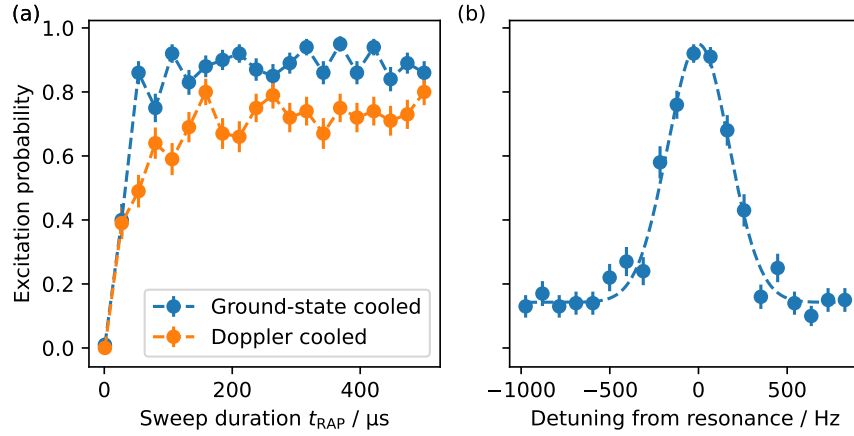 (a)
(b)
Excitation probability
1.0
0.8
0.6
0.4
0.2
0.0
Ground-state cooled
Doppler cooled
0
200
400
Sweep duration t_RAP / μs
−1000
−500
0
500
Detuning from resonance / Hz